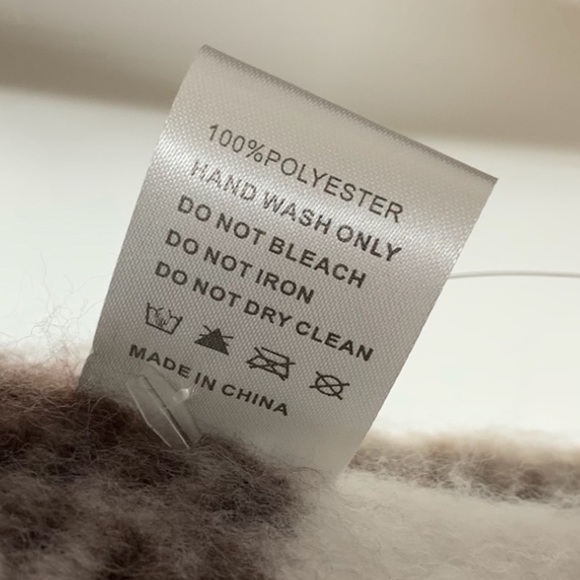 100%POLYESTER
HAND WASH ONLY
DO NOT BLEACH
DO NOT IRON
DO NOT DRY CLEAN
MADE IN CHINA